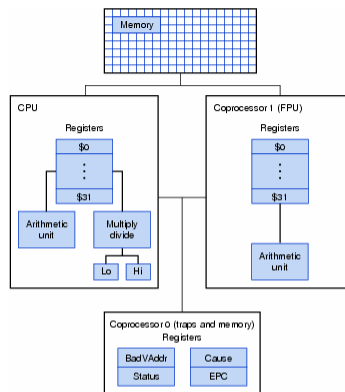 Memory
CPU
Registers
$0
$31
Arithmetic
unit
Multiply
divide
Lo
Hi
Coprocessor 1 (FPU)
Registers
$0
$31
Arithmetic
unit
Coprocessor 0 (traps and memory)
Registers
BadVAddr
Cause
Status
EPC